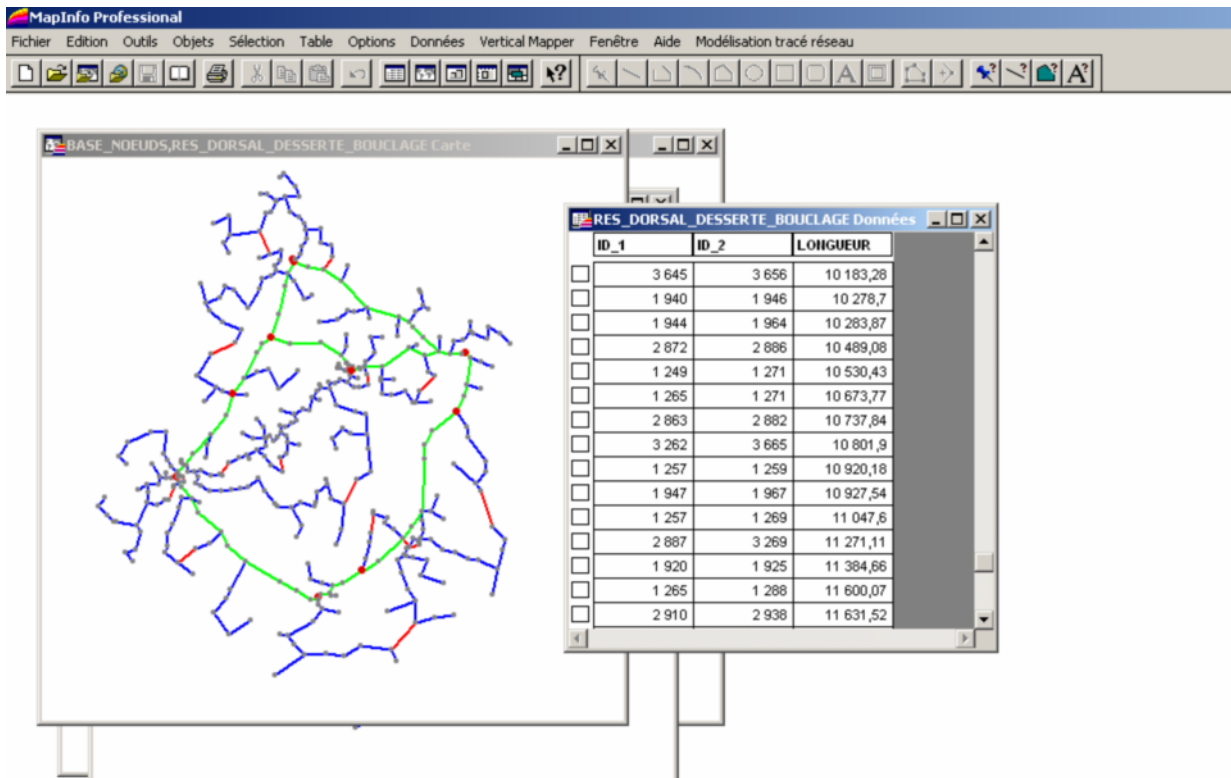 MapInfo Professional
Fichier Edition Outils Objets Sélection Table Options Données Vertical Mapper Fenêtre Aide Modélisation tracé réseau
BASE_NOEUDS,RES_DORSAL_DESSERTE_BOUCLAGE Carte
RES_DORSAL_DESSERTE_BOUCLAGE Données
ID_1 ID_2 LONGUEUR
3 645 3 656 10 183,28
1 940 1 946 10 278,7
1 944 1 964 10 283,87
2 872 2 886 10 489,08
1 249 1 271 10 530,43
1 265 1 271 10 673,77
2 863 2 882 10 737,84
3 262 3 665 10 801,9
1 257 1 259 10 920,18
1 947 1 967 10 927,54
1 257 1 269 11 047,6
2 887 3 269 11 271,11
1 920 1 925 11 384,66
1 265 1 288 11 600,07
2 910 2 938 11 631,52